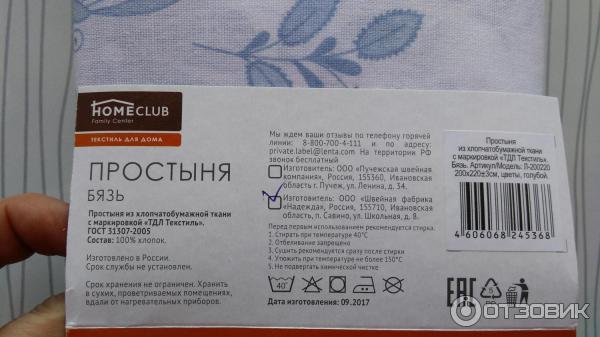 HOMECLUB
Family Center
ТЕКСТИЛЬ ДЛЯ ДОМА
ПРОСТЫНЯ
БЯЗЬ
Простыня из хлопчатобумажной ткани
с маркировкой «ТДЛ Текстиль».
ГОСТ 31307-2005
Состав: 100% хлопок.
Изготовлено в России.
Срок службы не установлен.
Срок хранения не ограничен. Хранить
в сухих, проветриваемых помещениях,
вдали от нагревательных приборов.
Мы ждем ваши отзывы по телефону горячей
линии: 8-800-700-4-111 и по адресу:
private.label@lenta.com На территории РФ
звонок бесплатный
Изготовитель: ООО «Пучежская швейная
компания», Россия, 155360, Ивановская
область г. Пучеж, ул. Ленина, д. 34.
Изготовитель: ООО «Швейная фабрика
«Надежда», Россия, 155710, Ивановская
область, п. Савино, ул. Школьная, д. 8.
Перед первым использованием рекомендуется стирка.
1. Стирать при температуре 40°С
2. Отбеливание запрещено
3. Сушить рекомендуется сразу после стирки
4. Утюжить при температуре не более 150°С
5. Не подвергать химической чистке
40°
Дата изготовления: 09.2017
Простыня
из хлопчатобумажной ткани
с маркировкой «ТДЛ Текстиль».
Бязь. Артикул/Модель: Л-200220
200x220±3см, цветы, голубой.
4 606068 245368
EAC
5
ОТЗОВИК